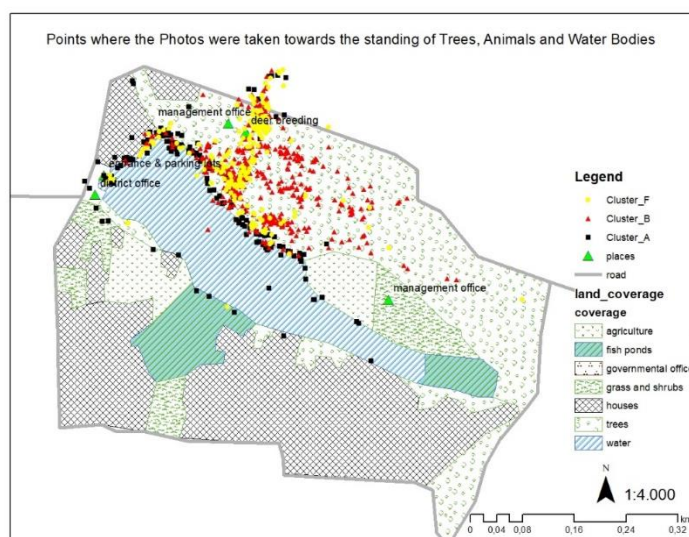 Points where the Photos were taken towards the standing of Trees, Animals and Water Bodies
management office
deer breeding
entrance & parking lots
district office
management office
Legend
Cluster_F
Cluster_B
Cluster_A
places
road
land_coverage
coverage
agriculture
fish ponds
governmental office
grass and shrubs
houses
trees
water
N
1:4.000
km
0 0,04 0,08 0,16 0,24 0,32